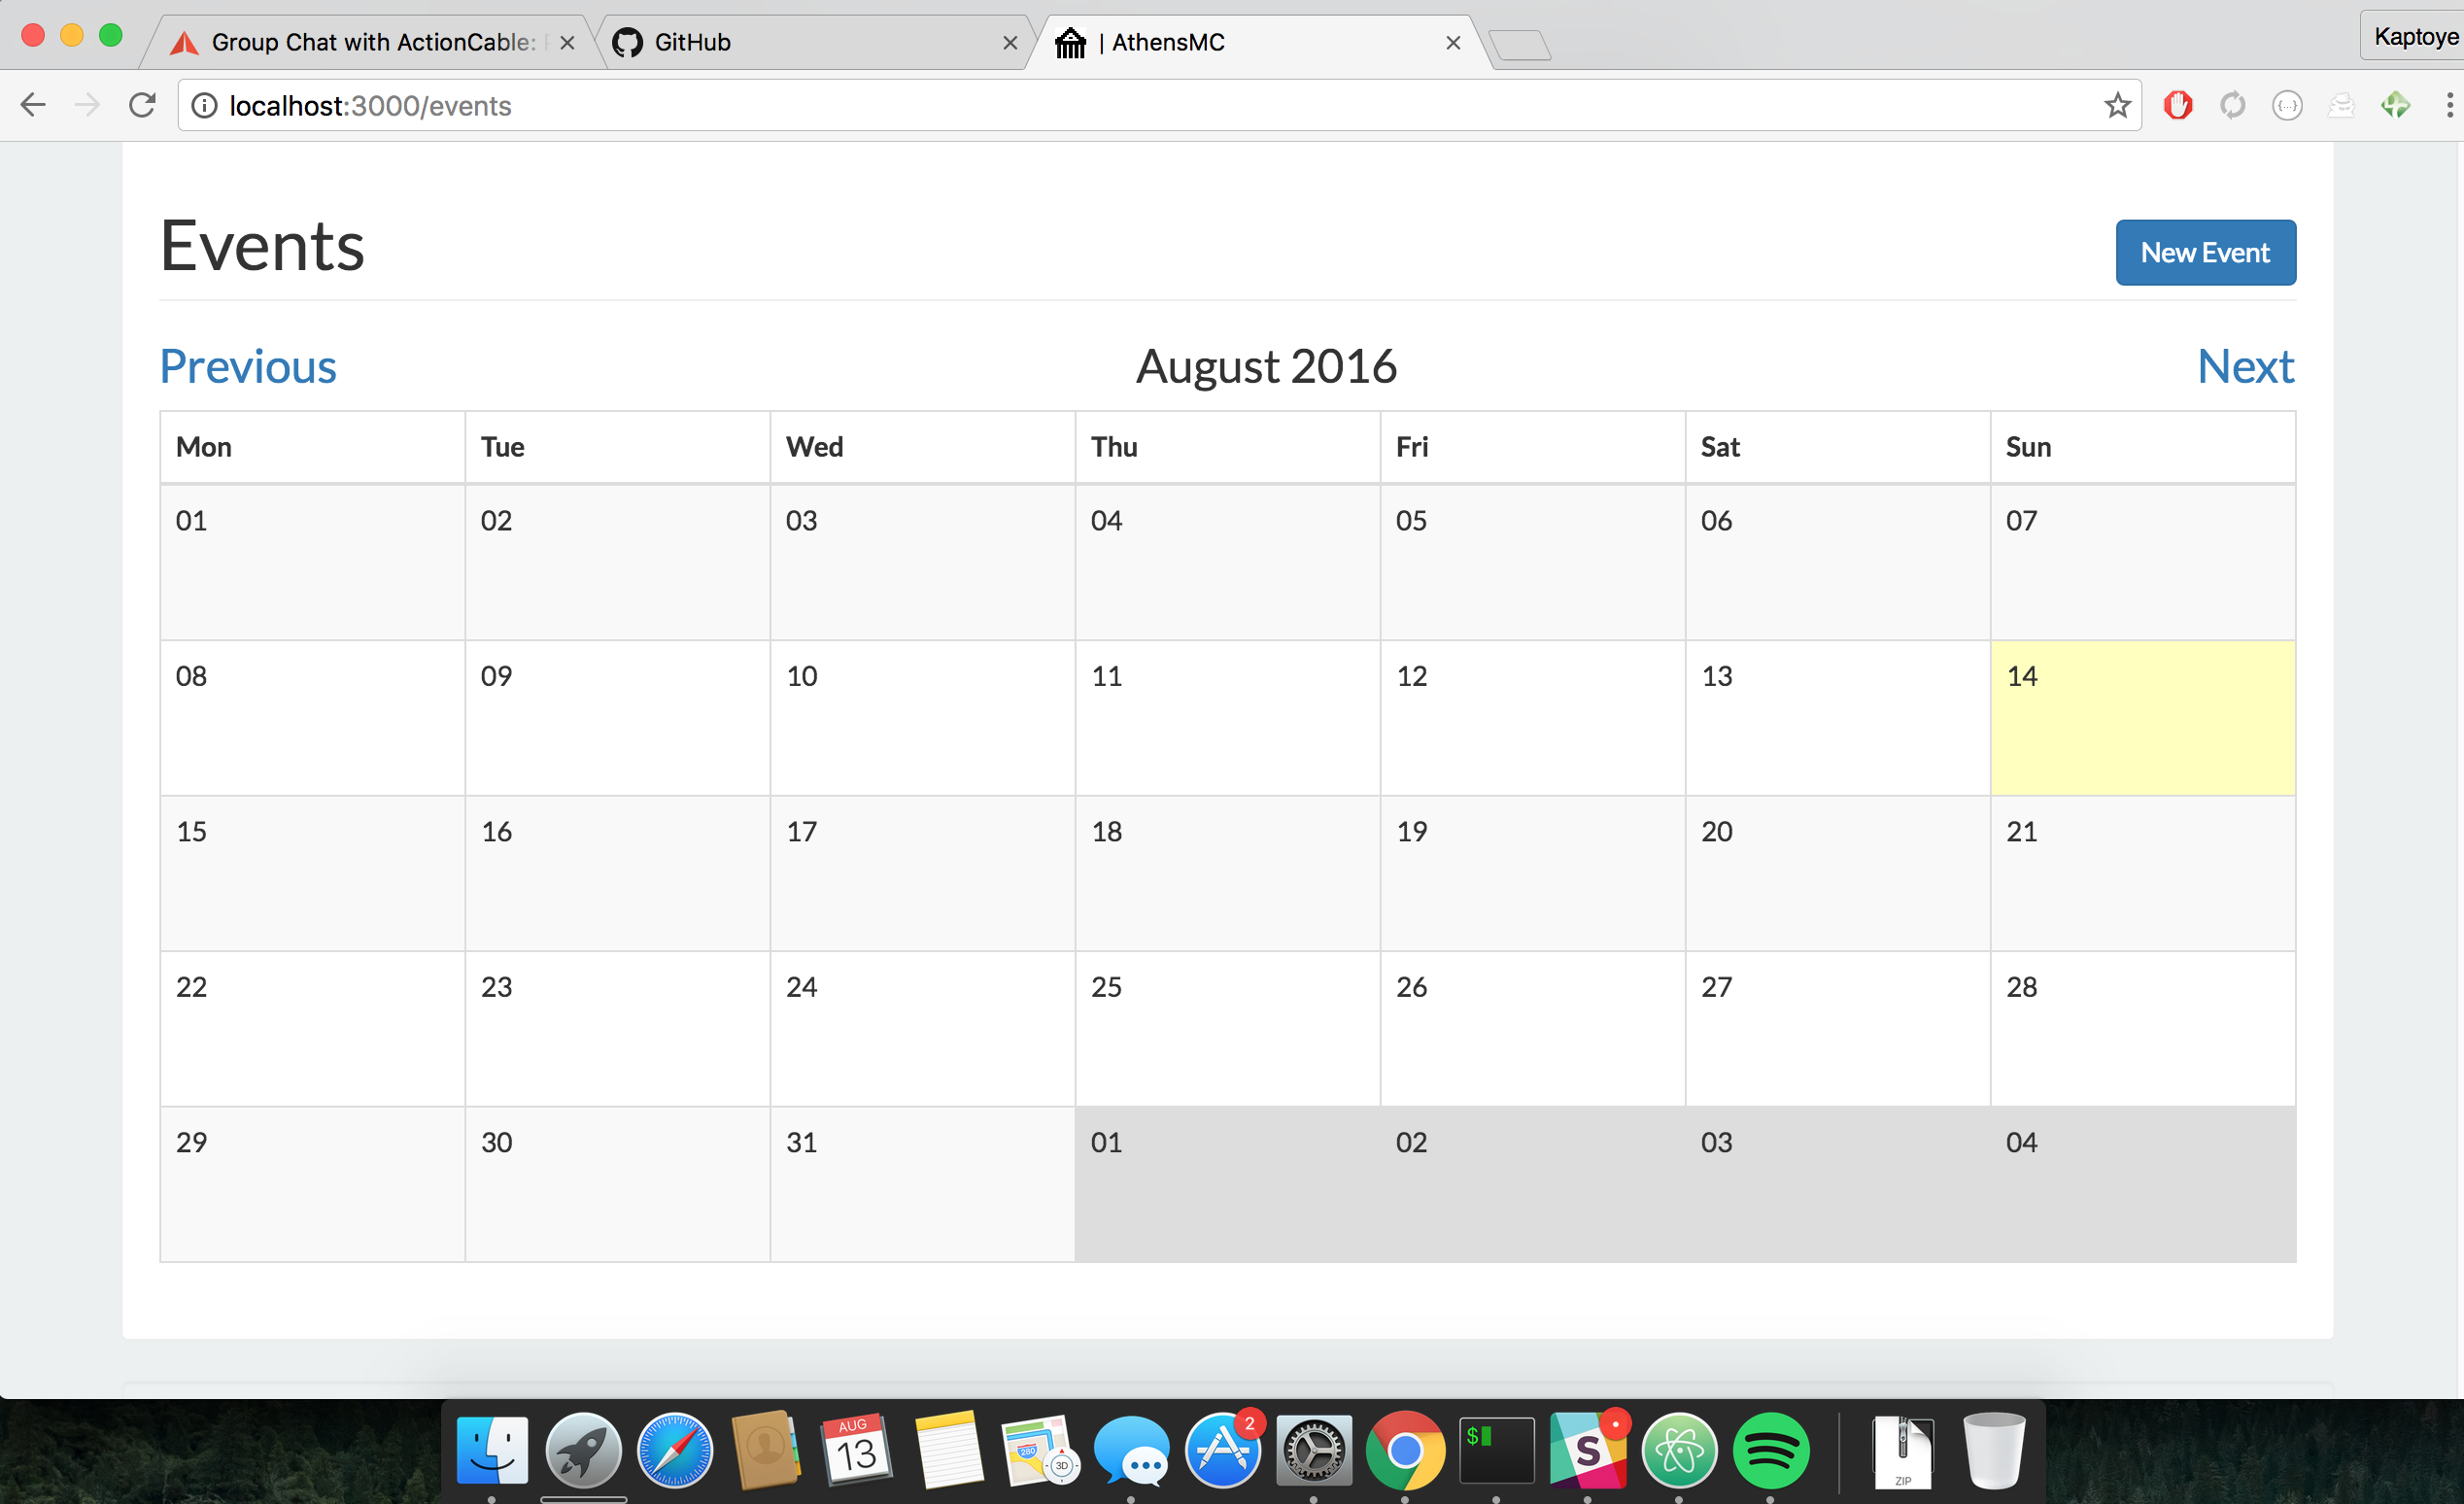 Group Chat with ActionCable:
GitHub
| AthensMC
Kaptoye
localhost:3000/events
Events
New Event
Previous
August 2016
Next
Mon Tue Wed Thu Fri Sat Sun
01 02 03 04 05 06 07
08 09 10 11 12 13 14
15 16 17 18 19 20 21
22 23 24 25 26 27 28
29 30 31 01 02 03 04
AUG
13
280
3D
2
$
S
ZIP